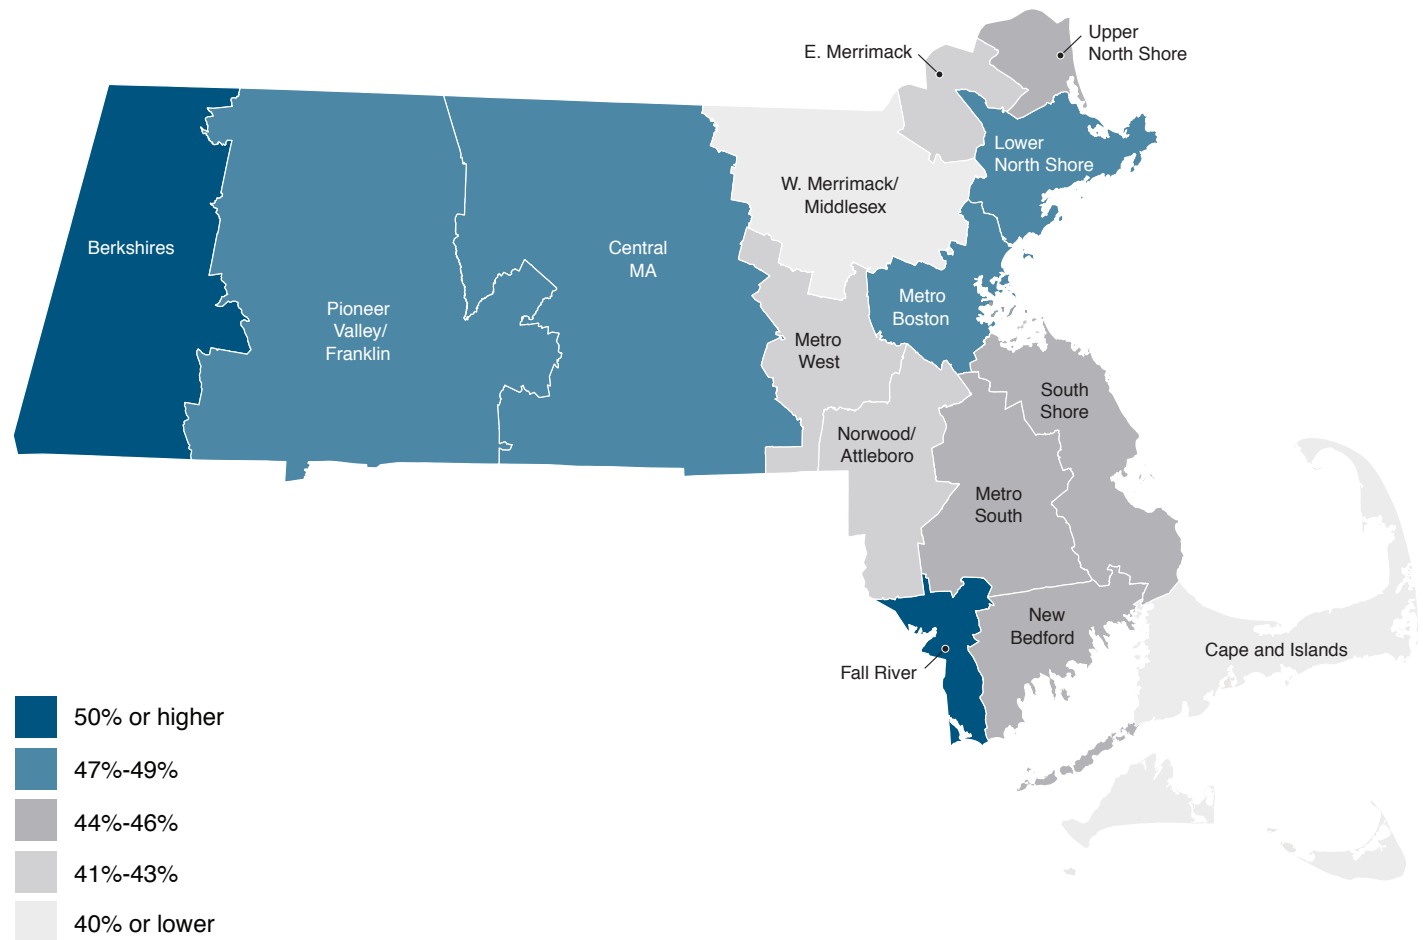 Upper
North Shore
E. Merrimack
Lower
North Shore
W. Merrimack/
Middlesex
Berkshires
Central
MA
Pioneer
Valley/
Franklin
Metro
Boston
Metro
West
South
Shore
Norwood/
Attleboro
Metro
South
New
Bedford
Cape and Islands
Fall River
50% or higher
47%-49%
44%-46%
41%-43%
40% or lower